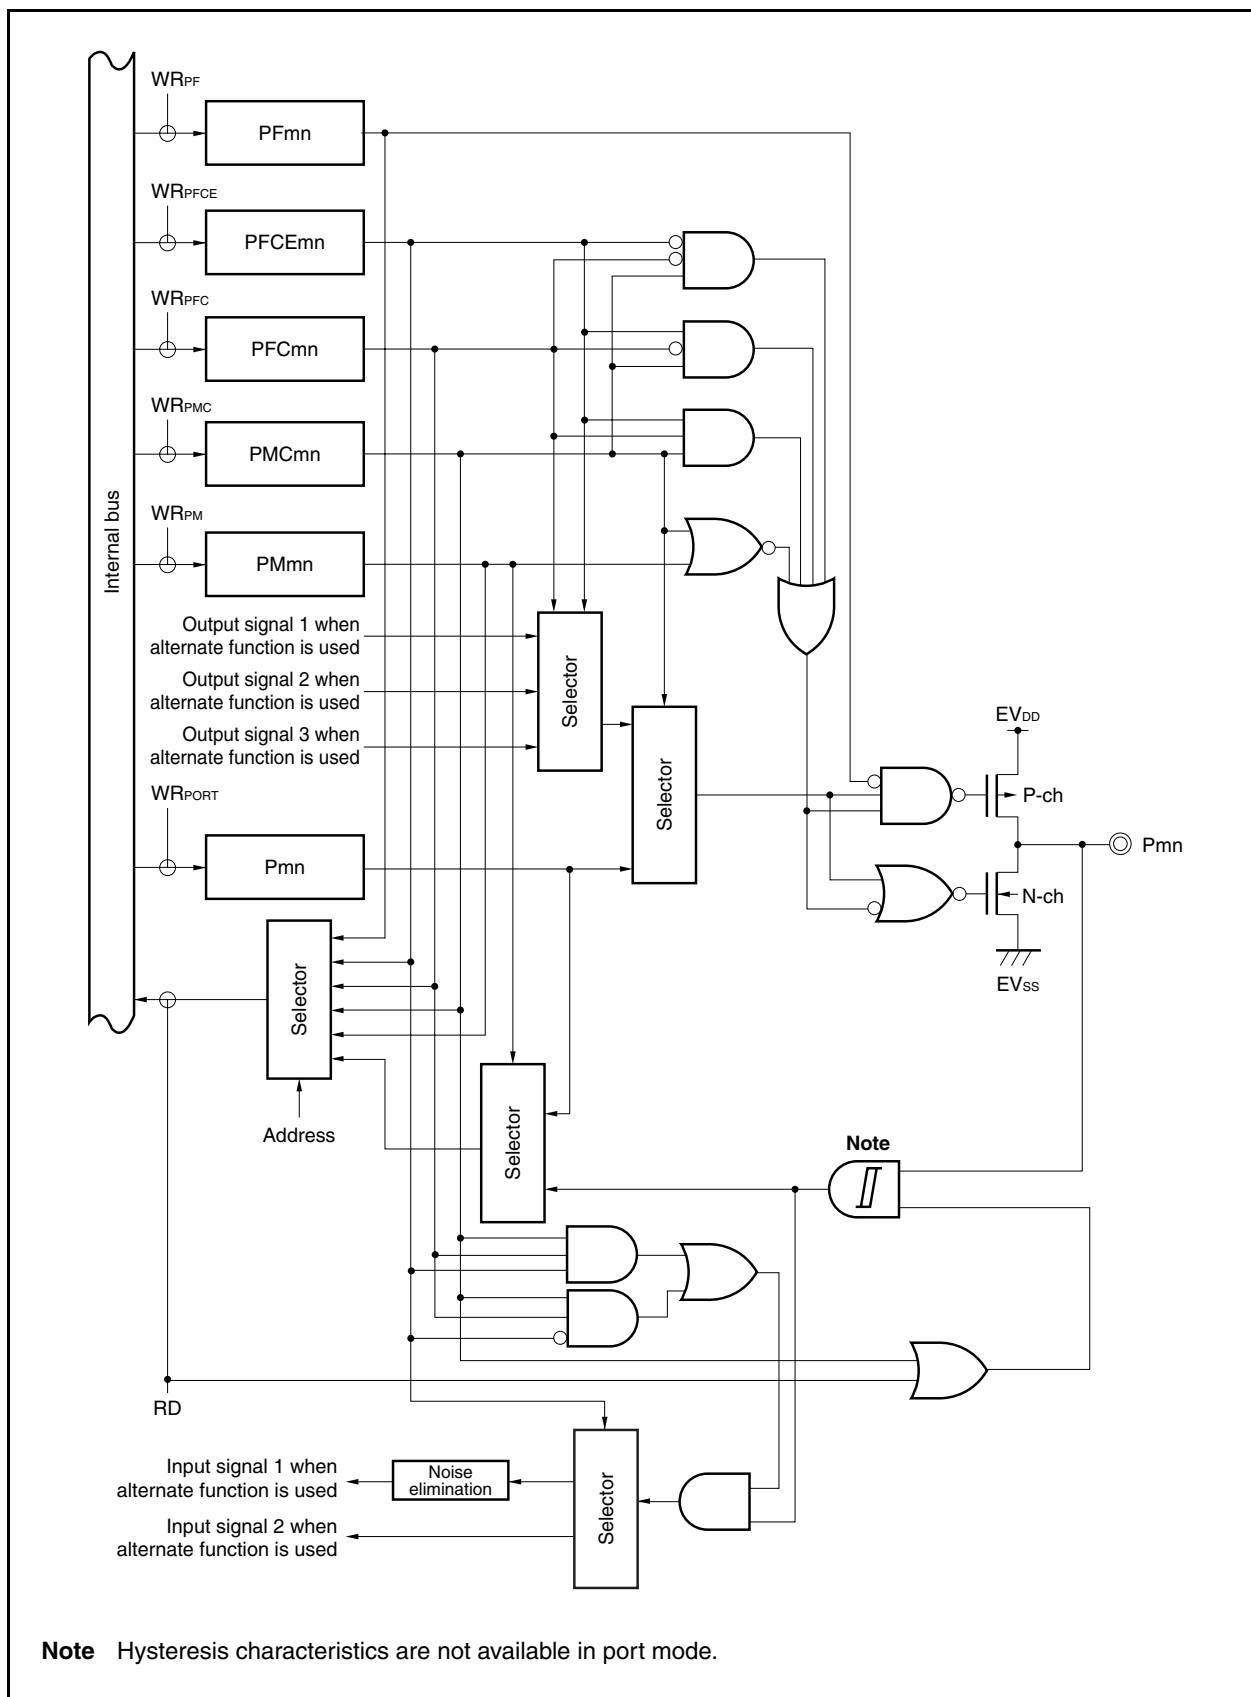 WRPF
PFmn
WRPFCE
PFCEmn
WRPFC
PFCmn
WRPMC
PMCmn
Internal bus
WRPM
PMmn
Output signal 1 when
alternate function is used
Output signal 2 when
alternate function is used
Output signal 3 when
alternate function is used
Selector
Selector
EVDD
P-ch
WRPORT
Pmn
Pmn
N-ch
EVSS
Selector
Address
Selector
Note
RD
Input signal 1 when
alternate function is used
Noise
elimination
Input signal 2 when
alternate function is used
Selector
Note Hysteresis characteristics are not available in port mode.